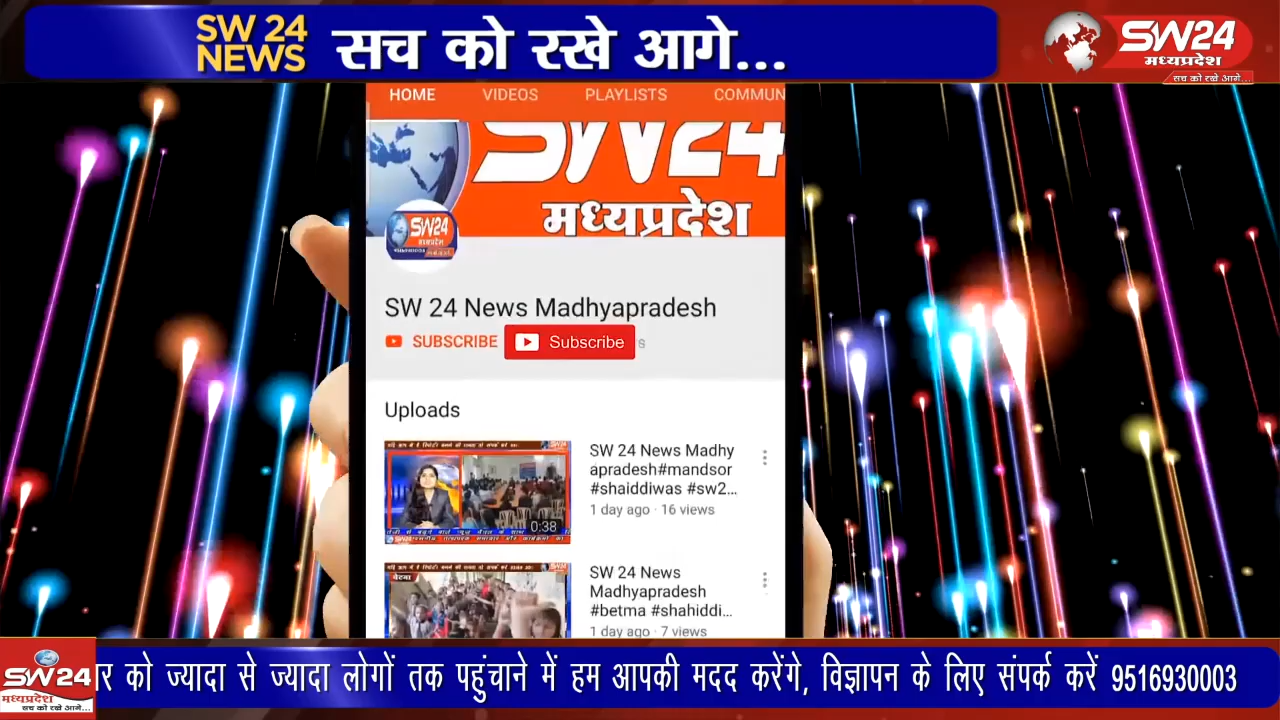 SW 24
NEWS
सच को रखे आगे...
SW24
मध्यप्रदेश
सच को रखे आगे...
HOME VIDEOS PLAYLISTS COMMUN
SW24
मध्यप्रदेश
SW24
SW 24 News Madhyapradesh
SUBSCRIBE
Subscribe
s
Uploads
SW 24 News Madhy
apradesh#mandsor
#shaiddiwas #sw2...
1 day ago · 16 views
0:38
SW 24 News
Madhyapradesh
#betma #shahiddi...
1 day ago · 7 views
बेटमा
SW24
मध्यप्रदेश
सच को रखे आगे...
र को ज्यादा से ज्यादा लोगों तक पहुंचाने में हम आपकी मदद करेंगे, विज्ञापन के लिए संपर्क करें 9516930003